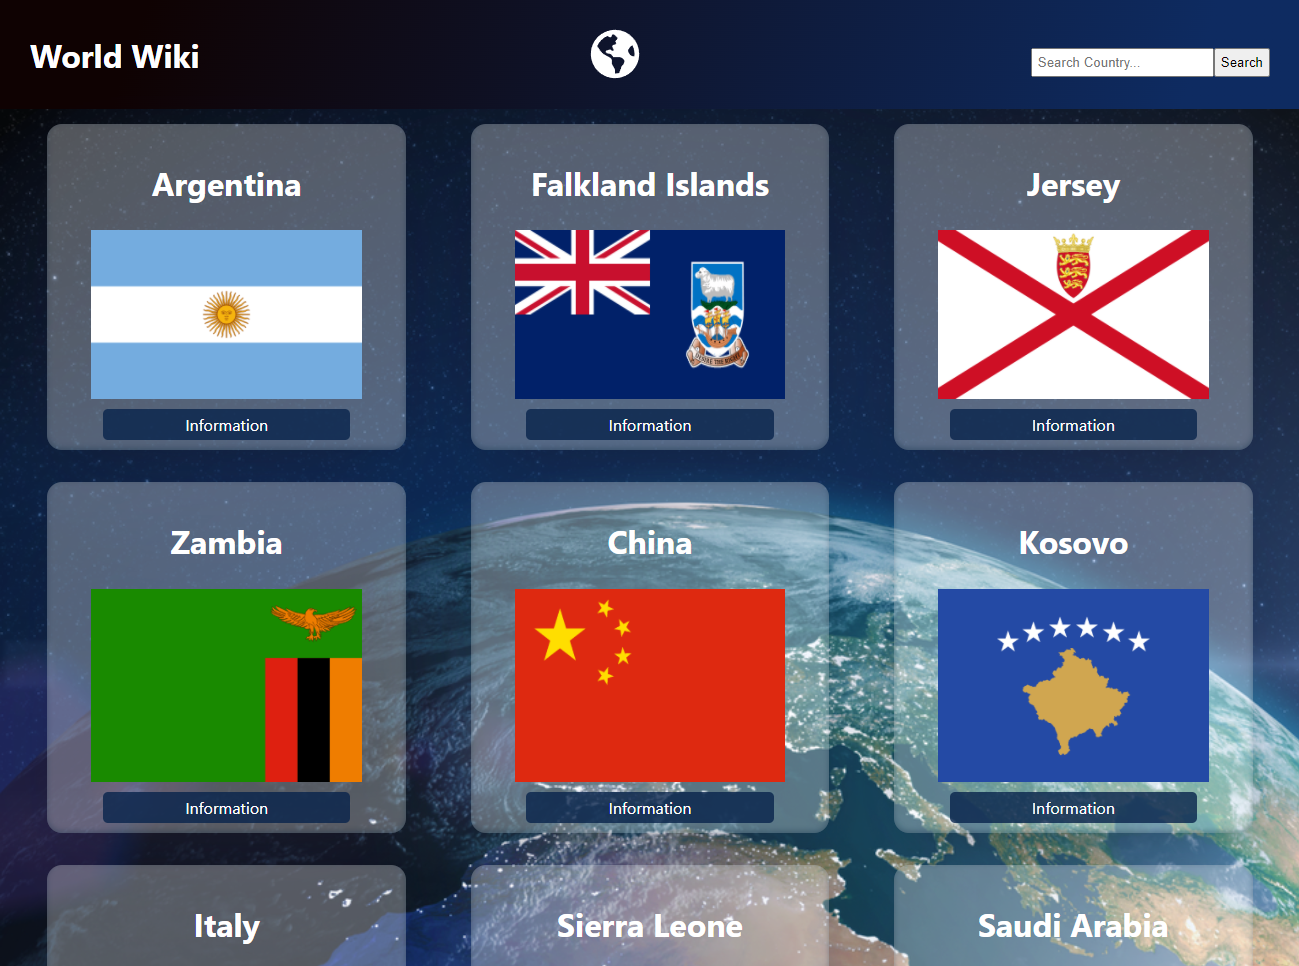 World Wiki
Search Country...
Search
Argentina
Falkland Islands
Jersey
DESIRE THE RIGHT
Information
Information
Information
Zambia
China
Kosovo
Information
Information
Information
Italy
Sierra Leone
Saudi Arabia